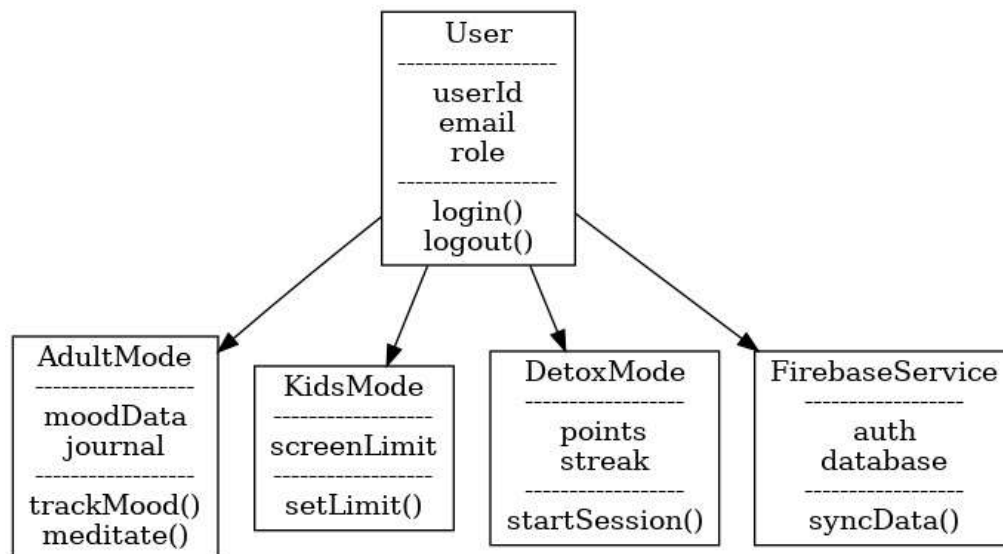 User
------------------
userId
email
role
------------------
login()
logout()
AdultMode
------------------
moodData
journal
------------------
trackMood()
meditate()
KidsMode
------------------
screenLimit
------------------
setLimit()
DetoxMode
------------------
points
streak
------------------
startSession()
FirebaseService
------------------
auth
database
------------------
syncData()